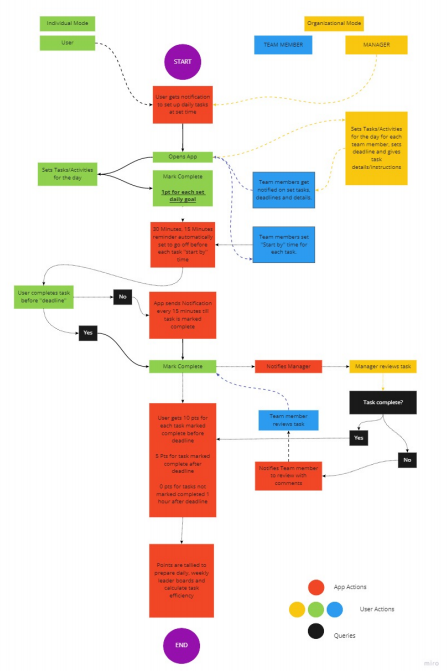 Individual Mode
Organizational Mode
User
TEAM MEMBER
MANAGER
START
User gets notification
to set up daily tasks
at set time
Sets Tasks/Activities
for the day for each
team member, sets
deadline and gives
task
details/instructions
Opens App
Sets Tasks/Activities
for the day
Mark Complete
1pt for each set
daily goal
Team members get
notified on set tasks,
deadlines and details.
30 Minutes, 15 Minutes
reminder automatically
set to go off before
each task "start by"
time.
Team members set
"Start by" time for
each task.
User completes task
before "deadline"
No
App sends Notification
every 15 minutes till
task is marked
complete
Yes
Mark Complete
Notifies Manager
Manager reviews task
Task complete?
User gets 10 pts for
each task marked
complete before
deadline
5 Pts for task marked
complete after
deadline
0 pts for tasks not
marked completed 1
hour after deadline
Team member
reviews task
Yes
No
Notifies Team member
to review with
comments
Points are tallied to
prepare daily, weekly
leader boards and
calculate task
efficiency
App Actions
User Actions
Queries
END
miro